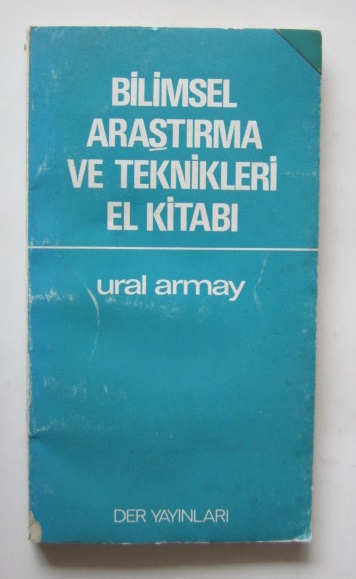 BİLİMSEL
ARAŞTIRMA
VE TEKNİKLERİ
EL KİTABI
ural armay
DER YAYINLARI